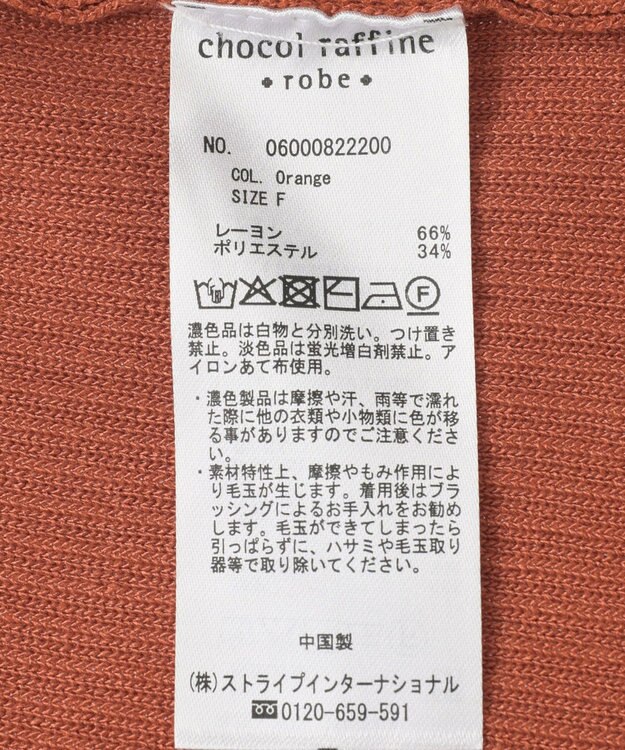 chocol raffine
robe
NO. 06000822200
COL. Orange
SIZE F
レーヨン 66%
ポリエステル 34%
F
濃色品は白物と分別洗い。つけ置き
禁止。淡色品は蛍光増白剤禁止。ア
イロンあて布使用。
・濃色製品は摩擦や汗、雨等で濡れ
た際に他の衣類や小物類に色が移
る事がありますのでご注意くださ
い。
・素材特性上、摩擦やもみ作用によ
り毛玉が生じます。着用後はブラ
ッシングによるお手入れをお勧め
します。毛玉ができてしまったら
引っぱらずに、ハサミや毛玉取り
器等で取り除いてください。
中国製
(株)ストライプインターナショナル
0120-659-591